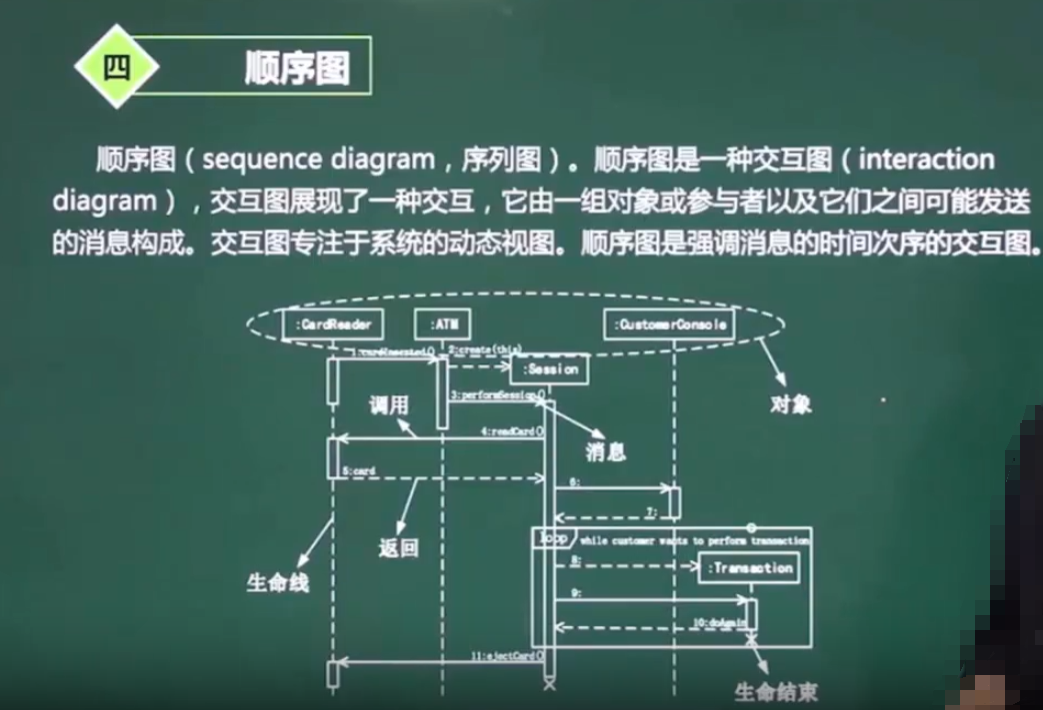 四
顺序图
顺序图（sequence diagram，序列图）。顺序图是一种交互图（interaction
diagram），交互图展现了一种交互，它由一组对象或参与者以及它们之间可能发送
的消息构成。交互图专注于系统的动态视图。顺序图是强调消息的时间次序的交互图。
:CardReader :ATM :CustomerConsole
1:cardInserted() 2:create(this)
:Session
3:performSession()
对象
调用
4:readCard()
消息
5:card
6:
7:
返回
loop while customer wants to perform transaction
8:
:Transaction
生命线
9:
10:doAgain
11:ejectCard()
生命结束